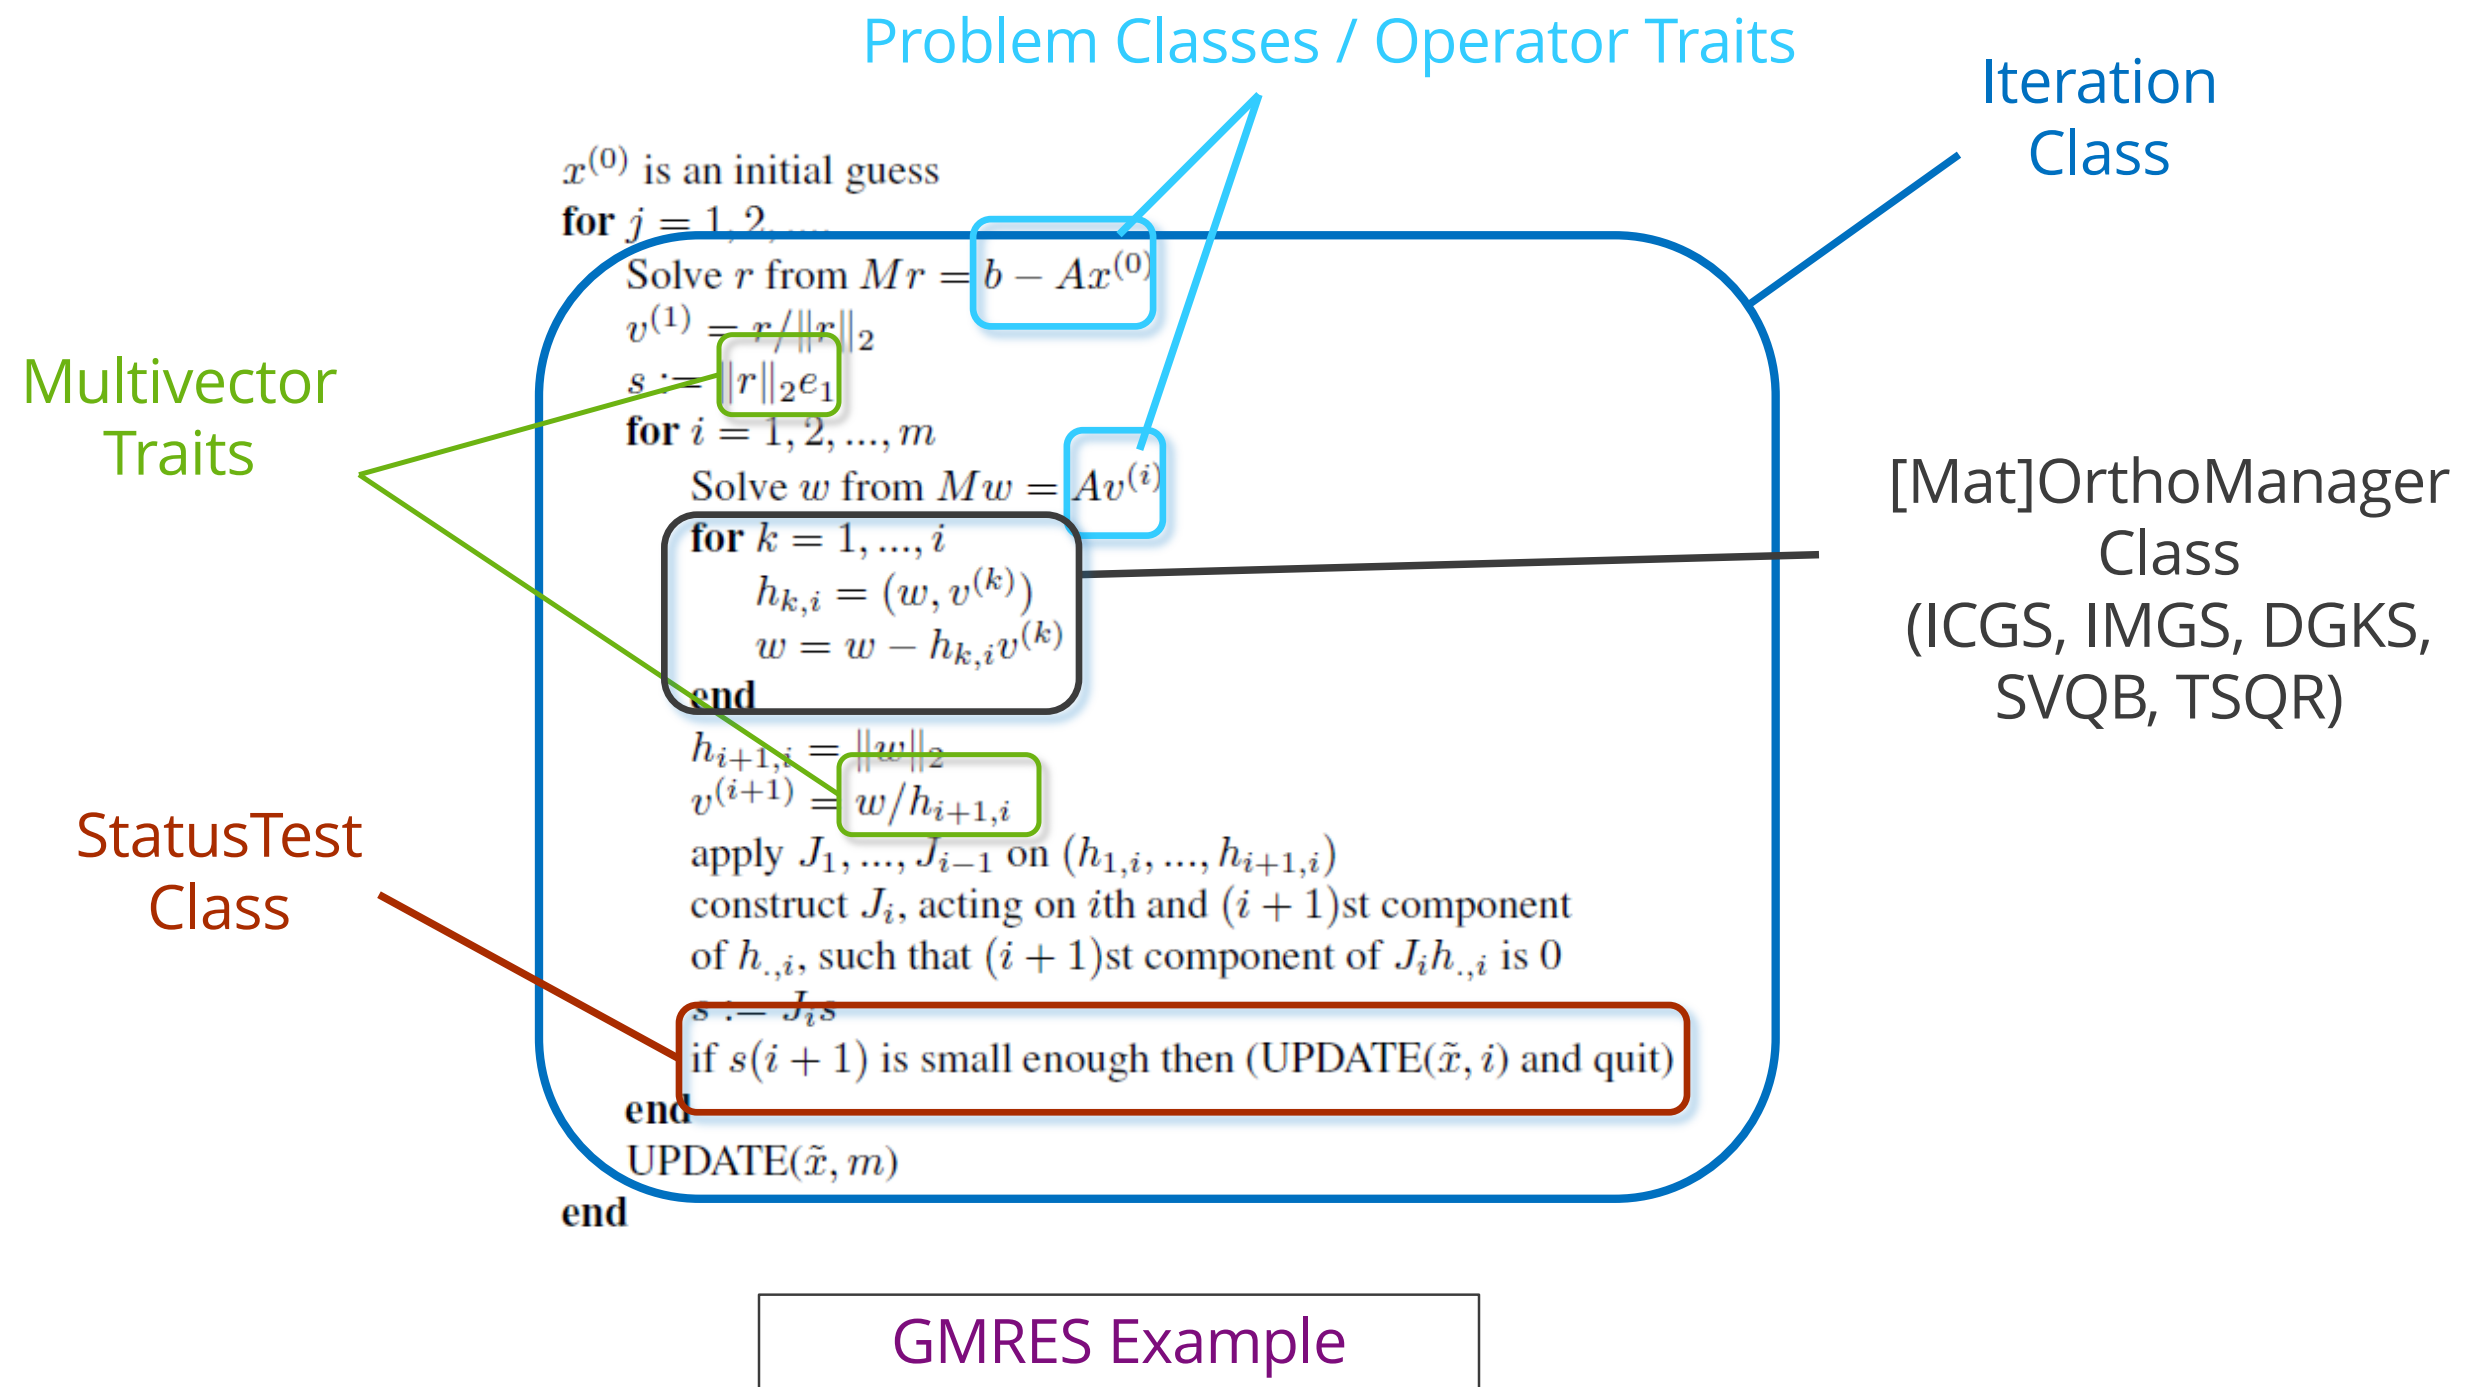 Problem Classes / Operator Traits
Iteration
Class
x^{(0)} is an initial guess
for j = 1, 2, ....
Solve r from Mr = b − Ax^{(0)}
v^{(1)} = r/‖r‖_2
s := ‖r‖_2 e_1
for i = 1, 2, ..., m
Solve w from Mw = Av^{(i)}
for k = 1, ..., i
h_{k,i} = (w, v^{(k)})
w = w − h_{k,i}v^{(k)}
end
h_{i+1,i} = ‖w‖_2
v^{(i+1)} = w/h_{i+1,i}
apply J_1, ..., J_{i−1} on (h_{1,i}, ..., h_{i+1,i})
construct J_i, acting on ith and (i + 1)st component
of h_{.,i}, such that (i + 1)st component of J_i h_{.,i} is 0
s := J_i s
if s(i + 1) is small enough then (UPDATE(x̃, i) and quit)
end
UPDATE(x̃, m)
end
Multivector
Traits
StatusTest
Class
[Mat]OrthoManager
Class
(ICGS, IMGS, DGKS,
SVQB, TSQR)
GMRES Example